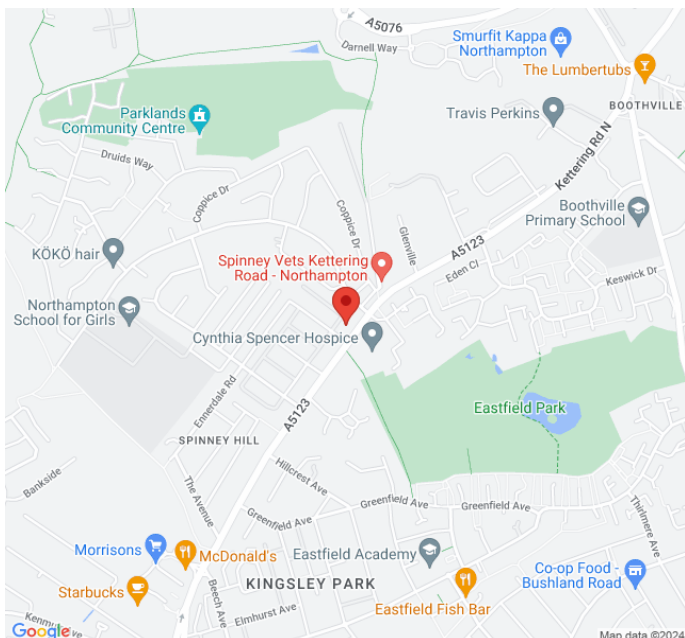 A5076
Darnell Way
Smurfit Kappa
Northampton
The Lumbertubs
Parklands
Community Centre
Travis Perkins
BOOTHVILLE
Kettering Rd N
Druids Way
Coppice Dr
Coppice Dr
Glenville
Boothville
Primary School
A5123
KÖKÖ hair
Spinney Vets Kettering
Road - Northampton
Eden Cl
Keswick Dr
Northampton
School for Girls
Cynthia Spencer Hospice
Ennerdale Rd
A5123
Eastfield Park
SPINNEY HILL
Bankside
The Avenue
Hillcrest Ave
Greenfield Ave
Greenfield Ave
Thirlmere Ave
Morrisons
McDonald's
Eastfield Academy
Starbucks
Beech Ave
KINGSLEY PARK
Co-op Food -
Bushland Road
Eastfield Fish Bar
Elmhurst Ave
Google
Map data ©2024